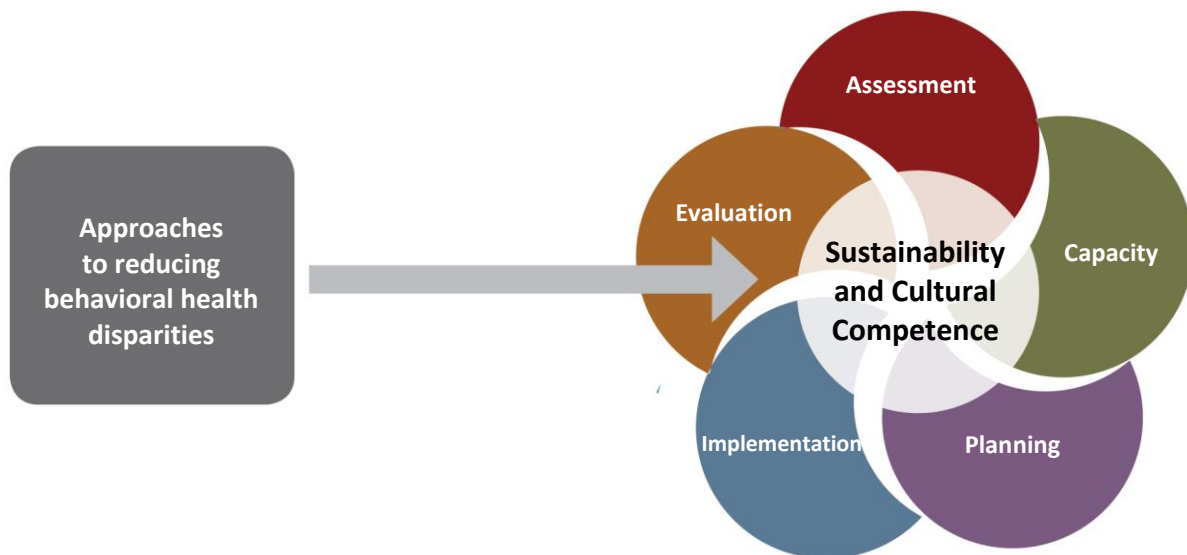 Approaches
to reducing
behavioral health
disparities
Assessment
Evaluation
Capacity
Sustainability
and Cultural
Competence
Implementation
Planning